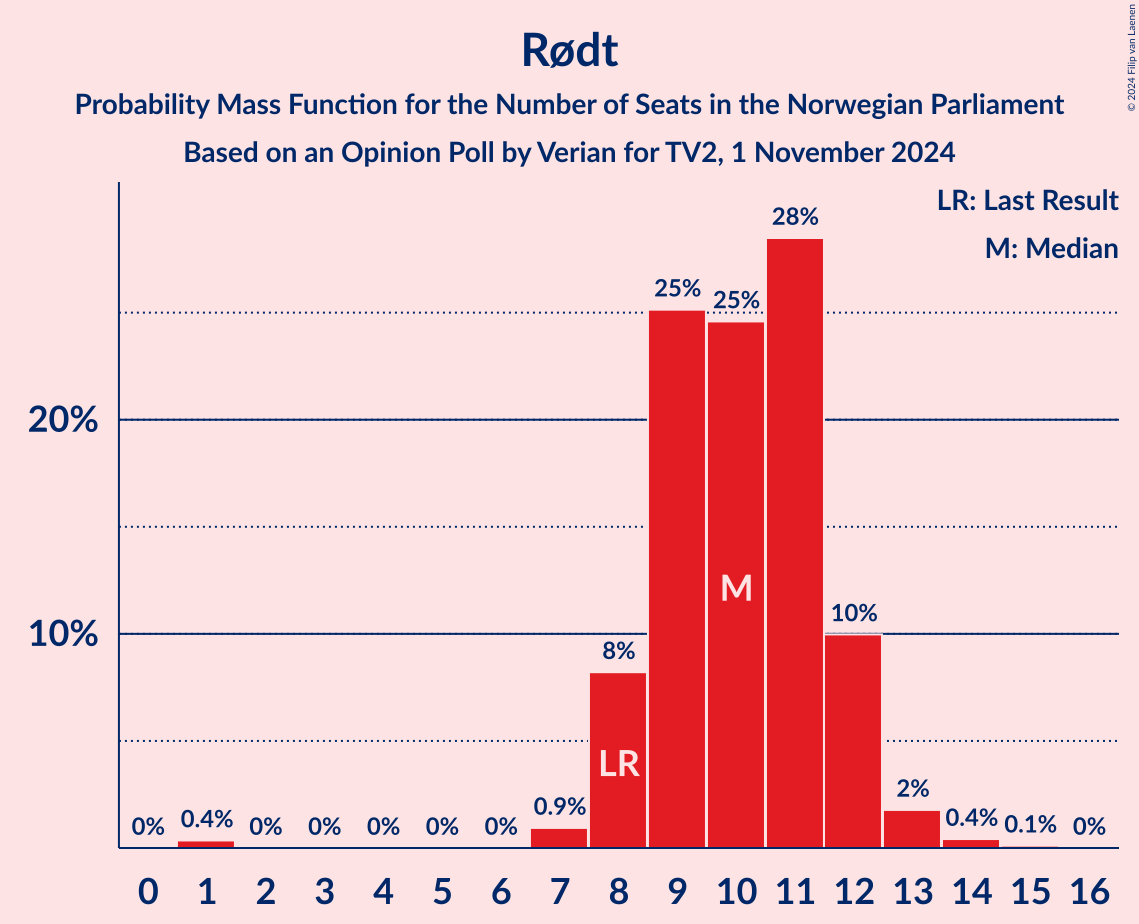 Rødt
Probability Mass Function for the Number of Seats in the Norwegian Parliament
Based on an Opinion Poll by Verian for TV2, 1 November 2024
© 2024 Filip van Laenen
LR: Last Result
M: Median
28%
25%
25%
20%
M
10%
10%
8%
LR
2%
0%
0.4%
0%
0%
0%
0%
0%
0.9%
0.4%
0.1%
0%
0 1 2 3 4 5 6 7 8 9 10 11 12 13 14 15 16